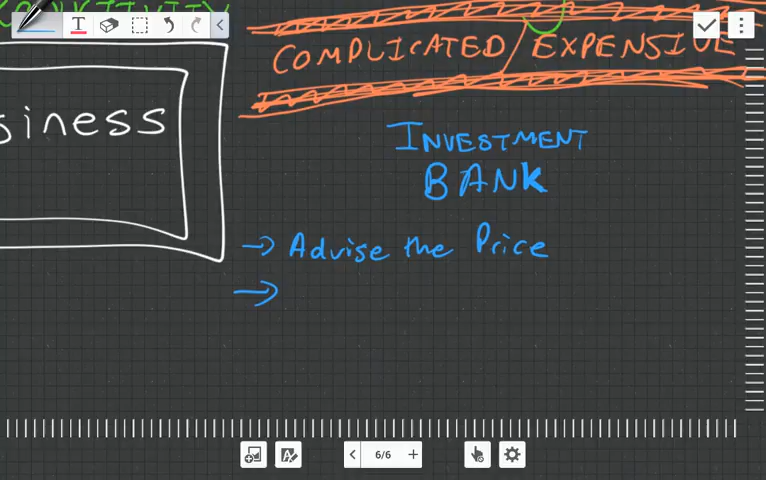 COMPLICATED/EXPENSIVE
siness
INVESTMENT
BANK
→ Advise the Price
→
T
6/6